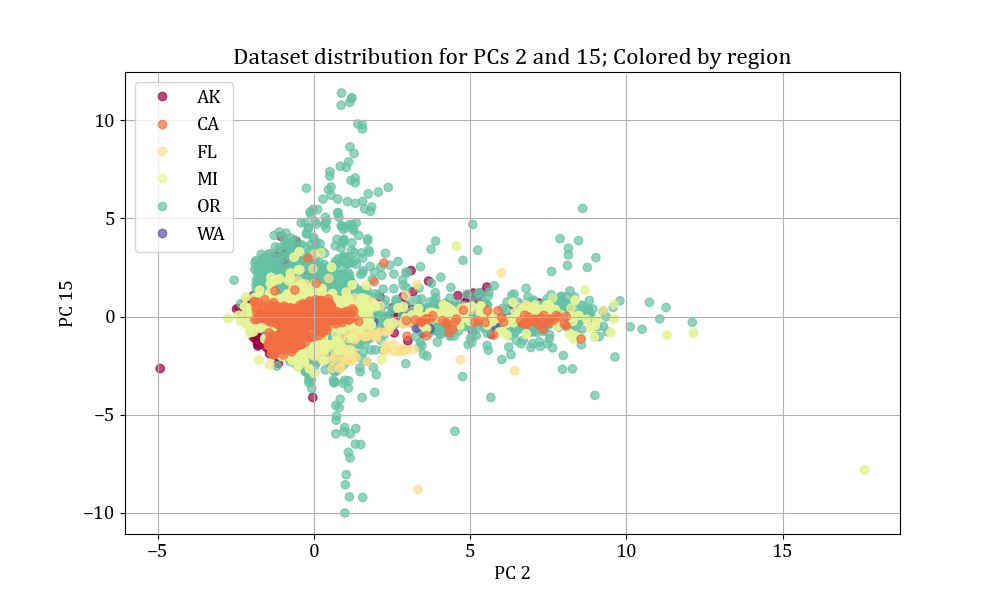 Dataset distribution for PCs 2 and 15; Colored by region
AK
CA
FL
MI
OR
WA
PC 15
10
5
0
−5
−10
−5
0
5
10
15
PC 2